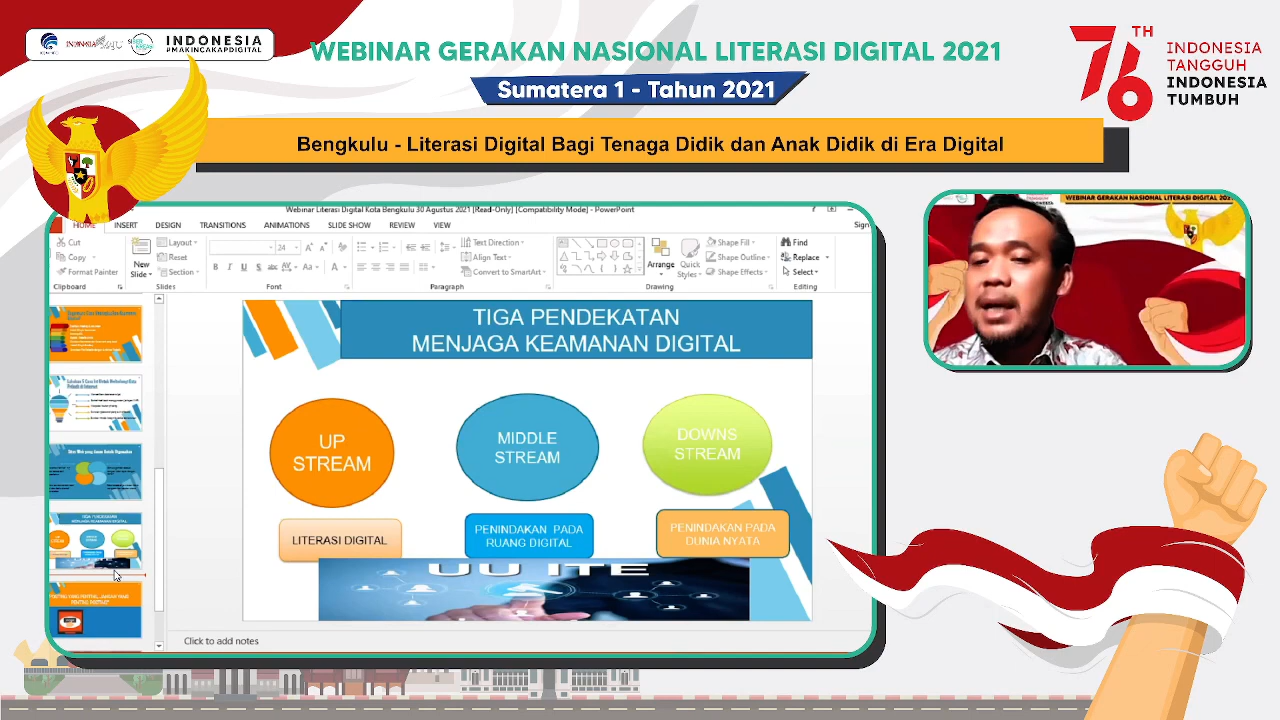 INDONESIA
#MAKINCAKAPDIGITAL
WEBINAR GERAKAN NASIONAL LITERASI DIGITAL 2021
Sumatera 1 - Tahun 2021
76TH
INDONESIA
TANGGUH
INDONESIA
TUMBUH
Bengkulu - Literasi Digital Bagi Tenaga Didik dan Anak Didik di Era Digital
WEBINAR GERAKAN NASIONAL LITERASI DIGITAL 2021
Webinar Literasi Digital Kota Bengkulu 30 Agustus 2021 [Read-Only] [Compatibility Mode] - PowerPoint
HOME INSERT DESIGN TRANSITIONS ANIMATIONS SLIDE SHOW REVIEW VIEW Sign
Cut
Copy
Format Painter
Clipboard
New
Slide
Layout
Reset
Section
Slides
24
Font
Paragraph
Text Direction
Align Text
Convert to SmartArt
Arrange
Quick
Styles
Shape Fill
Shape Outline
Shape Effects
Drawing
Find
Replace
Select
Editing
TIGA PENDEKATAN
MENJAGA KEAMANAN DIGITAL
UP
STREAM
MIDDLE
STREAM
DOWNS
STREAM
LITERASI DIGITAL
PENINDAKAN PADA
RUANG DIGITAL
PENINDAKAN PADA
DUNIA NYATA
UU ITE
Click to add notes